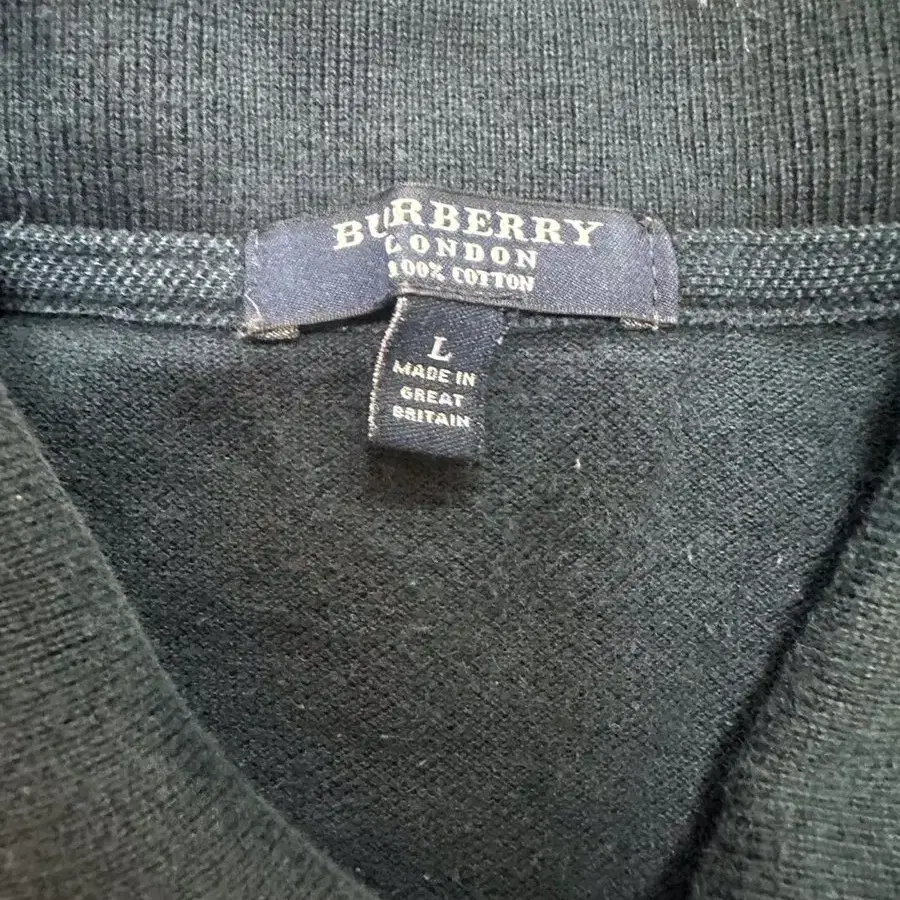 BURBERRY
LONDON
100% COTTON
L
MADE IN
GREAT
BRITAIN